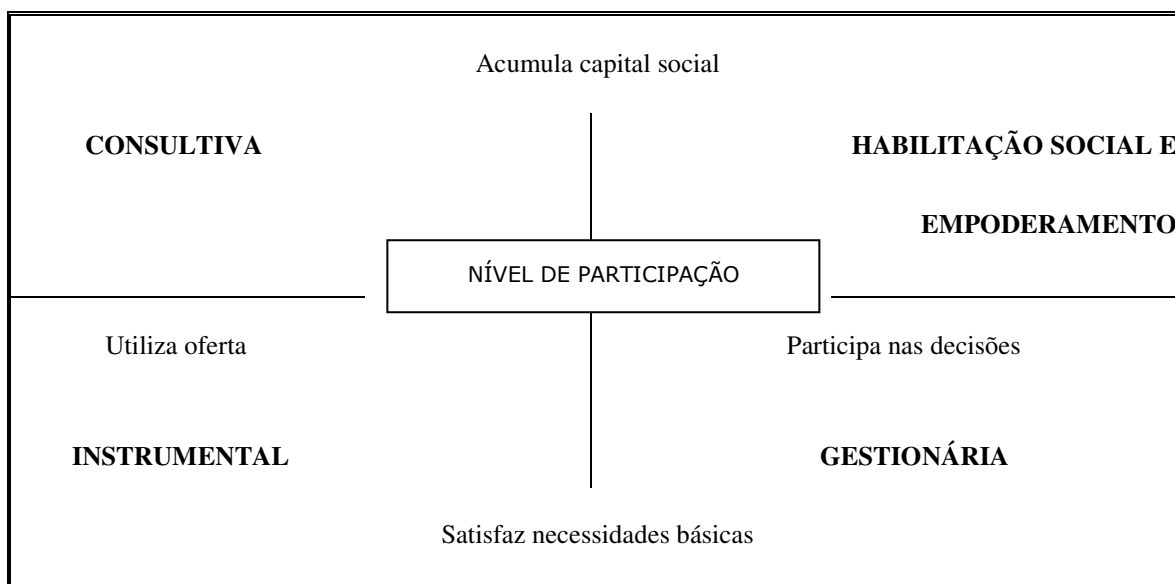 Acumula capital social
CONSULTIVA
HABILITAÇÃO SOCIAL E
EMPODERAMENTO
NÍVEL DE PARTICIPAÇÃO
Utiliza oferta
Participa nas decisões
INSTRUMENTAL
GESTIONÁRIA
Satisfaz necessidades básicas